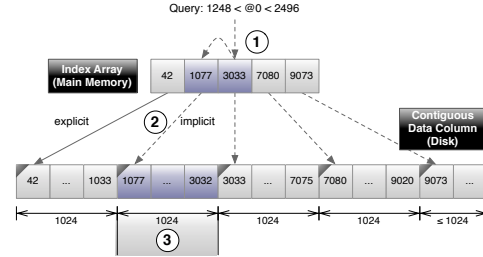 Query: 1248 < @0 < 2496
1
Index Array
(Main Memory)
42 1077 3033 7080 9073
explicit
2
implicit
Contiguous
Data Column
(Disk)
42 ... 1033 1077 ... 3032 3033 ... 7075 7080 ... 9020 9073 ...
1024 1024 1024 1024 ≤ 1024
3